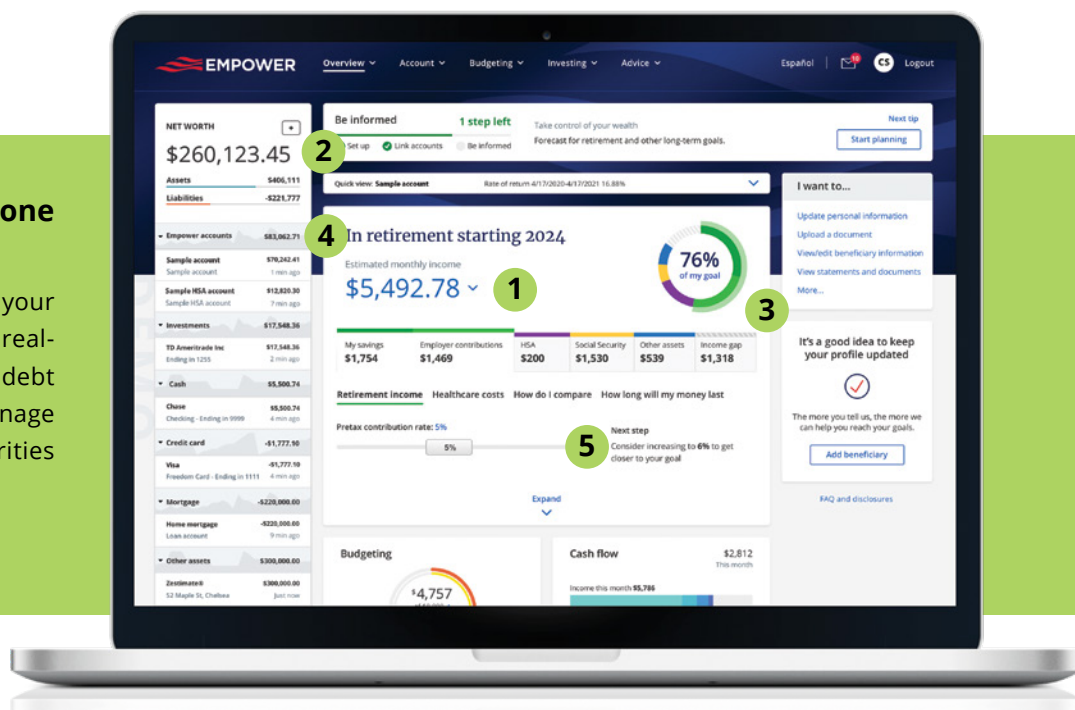 one
your
real-
debt
nage
rities
EMPOWER
Overview Account Budgeting Investing Advice
Español | 10 CS Logout
NET WORTH +
$260,123.45
2
Assets $406,111
Liabilities -$221,777
Empower accounts $83,062.71
Sample account $70,242.41
Sample account 1 min ago
Sample HSA account $12,820.30
Sample HSA account 7 min ago
Investments $17,548.36
TD Ameritrade Inc $17,548.36
Ending in 1255 2 min ago
Cash $5,500.74
Chase $5,500.74
Checking - Ending in 9999 4 min ago
Credit card -$1,777.10
Visa -$1,777.10
Freedom Card - Ending in 1111 4 min ago
Mortgage -$220,000.00
Home mortgage -$220,000.00
Loan account 9 min ago
Other assets $300,000.00
Zestimate® $300,000.00
52 Maple St, Chelsea Just now
Be informed 1 step left
Set up Link accounts Be informed
Take control of your wealth
Forecast for retirement and other long-term goals.
Next tip
Start planning
Quick view: Sample account Rate of return 4/17/2020-4/17/2021 16.88%
4
In retirement starting 2024
Estimated monthly income
$5,492.78
1
76%
of my goal
3
My savings Employer contributions HSA Social Security Other assets Income gap
$1,754 $1,469 $200 $1,530 $539 $1,318
Retirement income Healthcare costs How do I compare How long will my money last
Pretax contribution rate: 5%
5%
5
Next step
Consider increasing to 6% to get
closer to your goal
Expand
Budgeting
$4,757
Cash flow $2,812
This month
Income this month $5,786
I want to...
Update personal information
Upload a document
View/edit beneficiary information
View statements and documents
More...
It's a good idea to keep
your profile updated
The more you tell us, the more we
can help you reach your goals.
Add beneficiary
FAQ and disclosures